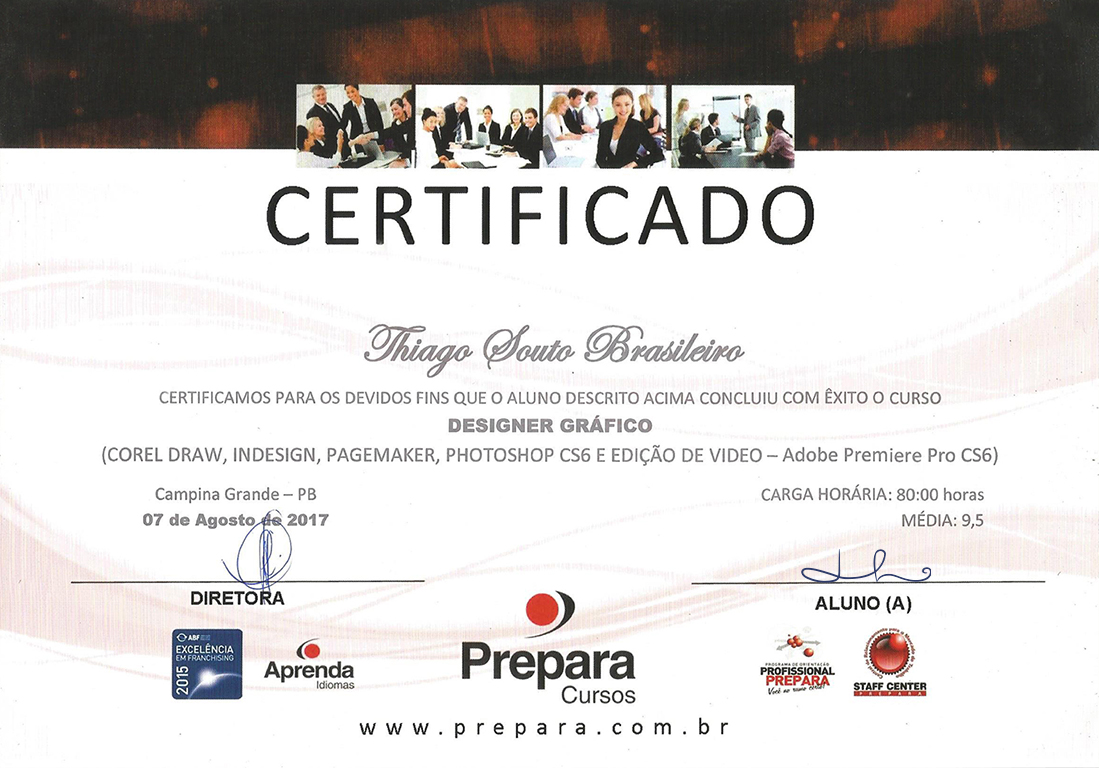 CERTIFICADO
Thiago Souto Brasileiro
CERTIFICAMOS PARA OS DEVIDOS FINS QUE O ALUNO DESCRITO ACIMA CONCLUIU COM ÊXITO O CURSO
DESIGNER GRÁFICO
(COREL DRAW, INDESIGN, PAGEMAKER, PHOTOSHOP CS6 E EDIÇÃO DE VIDEO – Adobe Premiere Pro CS6)
Campina Grande – PB
07 de Agosto de 2017
CARGA HORÁRIA: 80:00 horas
MÉDIA: 9,5
DIRETORA
ALUNO (A)
ABF
EXCELÊNCIA
EM FRANCHISING
2015
Aprenda
Idiomas
Prepara
Cursos
PROGRAMA DE ORIENTAÇÃO
PROFISSIONAL
PREPARA
Você no rumo certo!
STAFF CENTER
PREPARA
www.prepara.com.br